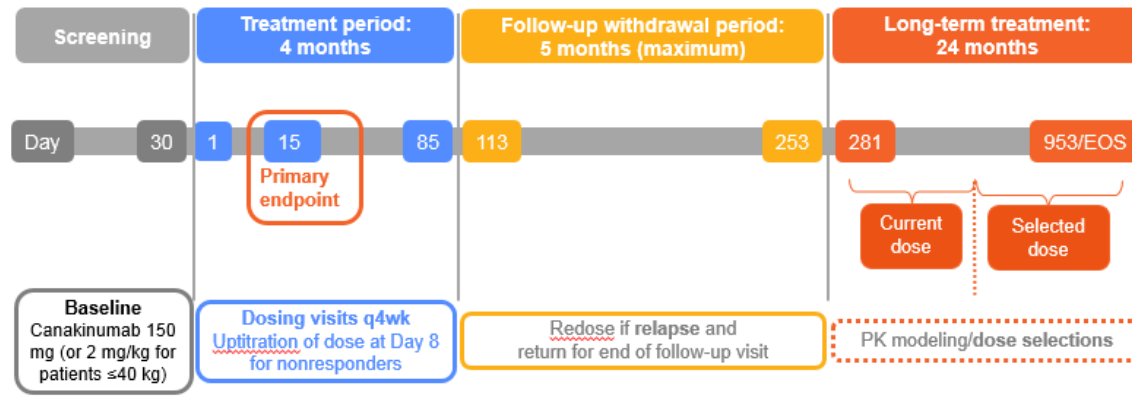 Screening
Treatment period:
4 months
Follow-up withdrawal period:
5 months (maximum)
Long-term treatment:
24 months
Day
30
1
15
85
113
253
281
953/EOS
Primary
endpoint
Current
dose
Selected
dose
Baseline
Canakinumab 150
mg (or 2 mg/kg for
patients ≤40 kg)
Dosing visits q4wk
Uptitration of dose at Day 8
for nonresponders
Redose if relapse and
return for end of follow-up visit
PK modeling/dose selections